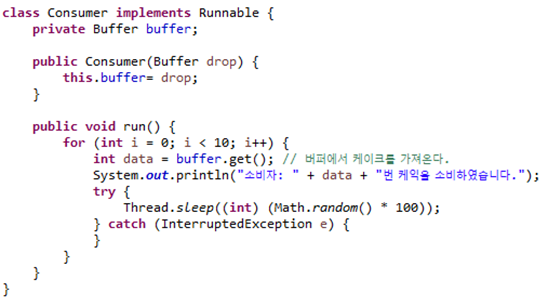 class Consumer implements Runnable {
    private Buffer buffer;

    public Consumer(Buffer drop) {
        this.buffer= drop;
    }

    public void run() {
        for (int i = 0; i < 10; i++) {
            int data = buffer.get(); // 버퍼에서 케이크를 가져온다.
            System.out.println("소비자: " + data + "번 케익을 소비하였습니다.");
            try {
                Thread.sleep((int) (Math.random() * 100));
            } catch (InterruptedException e) {
            }
        }
    }
}